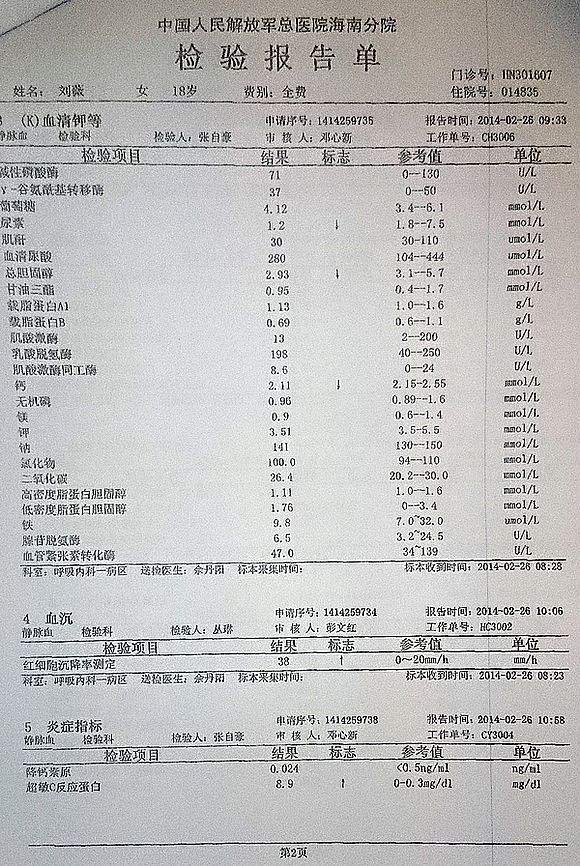 中国人民解放军总医院海南分院
检验报告单
门诊号: HN301607
姓名: 刘薇 女 18岁 费别: 全费 住院号: 014835
3 (K)血清钾等 申请序号: 1414259735 报告时间: 2014-02-26 09:33
静脉血 检验科 检验人: 张自豪 审 核 人: 邓心新 工作单号: CH3006
检验项目 结果 标志 参考值 单位
碱性磷酸酶 71 0--130 U/L
γ-谷氨酰基转移酶 37 0--50 U/L
葡萄糖 4.12 3.4--6.1 mmol/L
尿素 1.2 ↓ 1.8--7.5 mmol/L
肌酐 30 30-110 umol/L
血清尿酸 280 104--444 umol/L
总胆固醇 2.93 ↓ 3.1--5.7 mmol/L
甘油三酯 0.95 0.4--1.7 mmol/L
载脂蛋白A1 1.13 1.0--1.6 g/L
载脂蛋白B 0.69 0.6--1.1 g/L
肌酸激酶 13 2--200 U/L
乳酸脱氢酶 198 40--250 U/L
肌酸激酶同工酶 8.6 0--24 U/L
钙 2.11 ↓ 2.15-2.55 mmol/L
无机磷 0.96 0.89--1.6 mmol/L
镁 0.9 0.6--1.4 mmol/L
钾 3.51 3.5-5.5 mmol/L
钠 141 130--150 mmol/L
氯化物 100.0 94--110 mmol/L
二氧化碳 26.4 20.2--30.0 mmol/L
高密度脂蛋白胆固醇 1.11 1.0--1.6 mmol/L
低密度脂蛋白胆固醇 1.76 0--3.4 mmol/L
铁 9.8 7.0~32.0 umol/L
腺苷脱氨酶 6.5 3.2~24.5 U/L
血管紧张素转化酶 47.0 34~139 U/L
科室: 呼吸内科一病区 送检医生: 佘丹阳 标本采集时间: 标本收到时间: 2014-02-26 08:28
4 血沉 申请序号: 1414259734 报告时间: 2014-02-26 10:06
静脉血 检验科 检验人: 丛琳 审 核 人: 彭文红 工作单号: HC3002
检验项目 结果 标志 参考值 单位
红细胞沉降率测定 38 ↑ 0~20mm/h mm/h
科室: 呼吸内科一病区 送检医生: 佘丹阳 标本采集时间: 标本收到时间: 2014-02-26 08:23
5 炎症指标 申请序号: 1414259738 报告时间: 2014-02-26 10:58
静脉血 检验科 检验人: 张自豪 审 核 人: 邓心新 工作单号: CY3004
检验项目 结果 标志 参考值 单位
降钙素原 0.024 <0.5ng/ml ng/ml
超敏C反应蛋白 8.9 ↑ 0-0.3mg/dl mg/dl
第2页